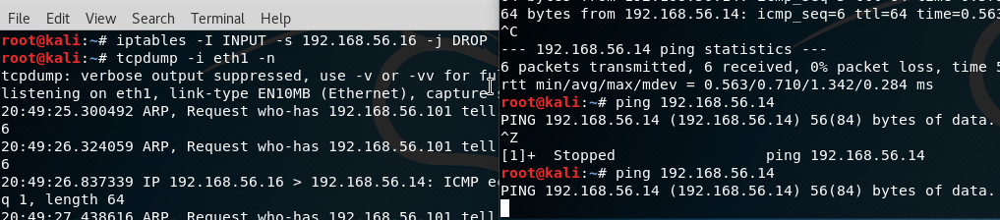 File Edit View Search Terminal Help
root@kali:~# iptables -I INPUT -s 192.168.56.16 -j DROP
root@kali:~# tcpdump -i eth1 -n
tcpdump: verbose output suppressed, use -v or -vv for
listening on eth1, link-type EN10MB (Ethernet), capture
20:49:25.300492 ARP, Request who-has 192.168.56.101 tell
6
20:49:26.324059 ARP, Request who-has 192.168.56.101 tell
6
20:49:26.837339 IP 192.168.56.16 > 192.168.56.14: ICMP
q 1, length 64
20:49:27.438616 ARP, Request who-has 192.168.56.101 tell
64 bytes from 192.168.56.14: icmp_seq=6 ttl=64 time=0.563
^C
--- 192.168.56.14 ping statistics ---
6 packets transmitted, 6 received, 0% packet loss, time 5
rtt min/avg/max/mdev = 0.563/0.710/1.342/0.284 ms
root@kali:~# ping 192.168.56.14
PING 192.168.56.14 (192.168.56.14) 56(84) bytes of data.
^Z
[1]+ Stopped ping 192.168.56.14
root@kali:~# ping 192.168.56.14
PING 192.168.56.14 (192.168.56.14) 56(84) bytes of data.